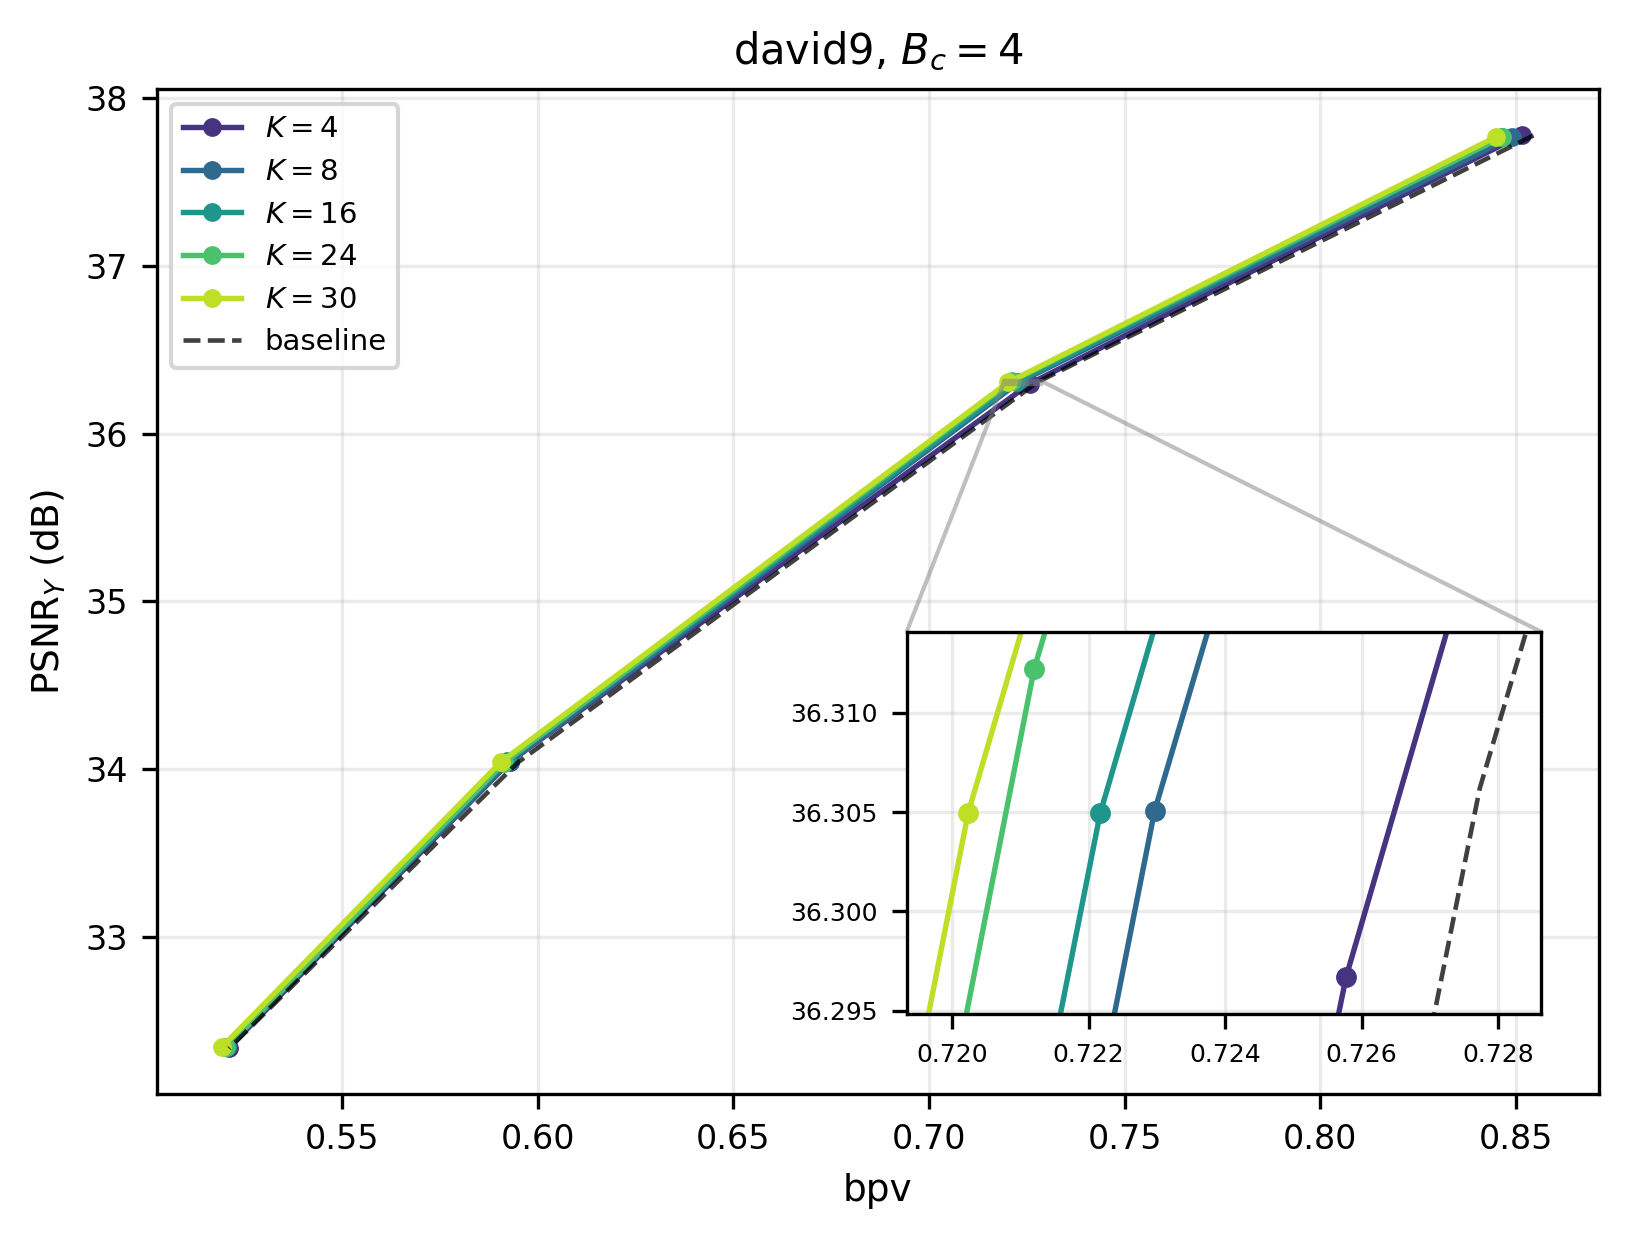 david9, $B_c = 4$
PSNR$_Y$ (dB)
38
37
36
35
34
33
$K = 4$
$K = 8$
$K = 16$
$K = 24$
$K = 30$
baseline
36.310
36.305
36.300
36.295
0.720 0.722 0.724 0.726 0.728
0.55 0.60 0.65 0.70 0.75 0.80 0.85
bpv